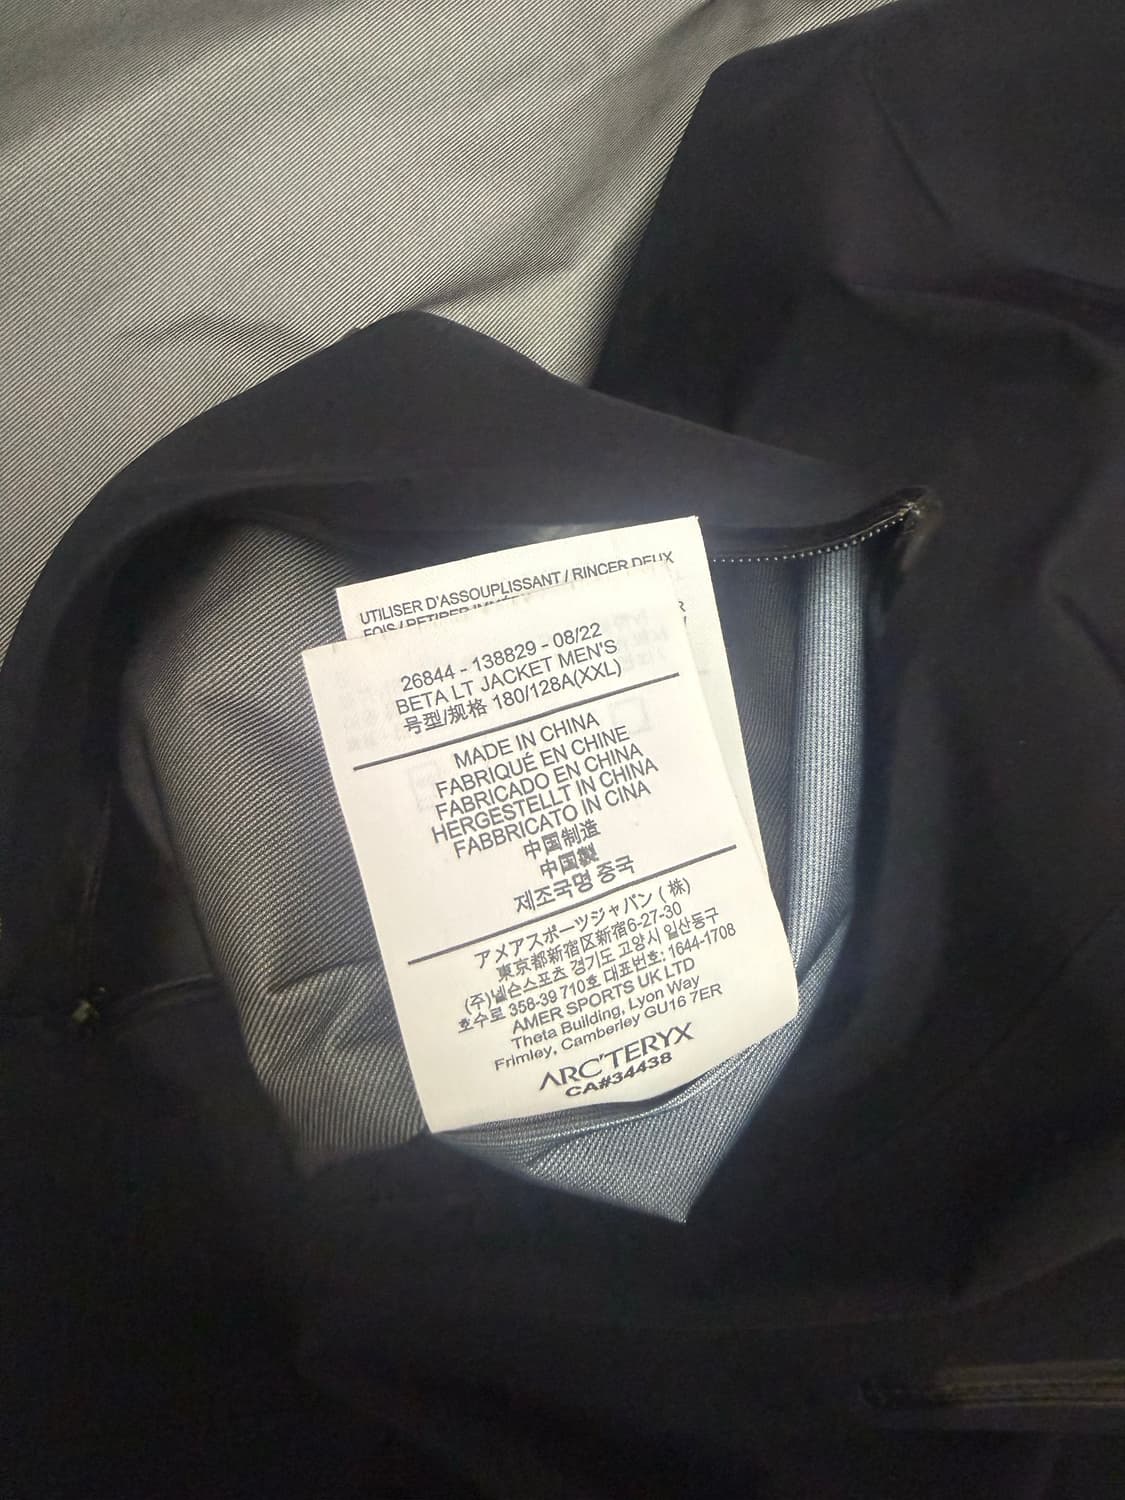 UTILISER D'ASSOUPLISSANT / RINCER DEUX
FOIS / RETIRER
26844 - 138829 - 08/22
BETA LT JACKET MEN'S
号型/规格 180/128A(XXL)
MADE IN CHINA
FABRIQUÉ EN CHINE
FABRICADO EN CHINA
HERGESTELLT IN CHINA
FABBRICATO IN CINA
中国制造
中国製
제조국명 중국
アメアスポーツジャパン (株)
東京都新宿区新宿6-27-30
(주)넬슨스포츠 경기도 고양시 일산동구
호수로 358-39 710호 대표번호: 1644-1708
AMER SPORTS UK LTD
Theta Building, Lyon Way
Frimley, Camberley GU16 7ER
ARC'TERYX
CA#34438